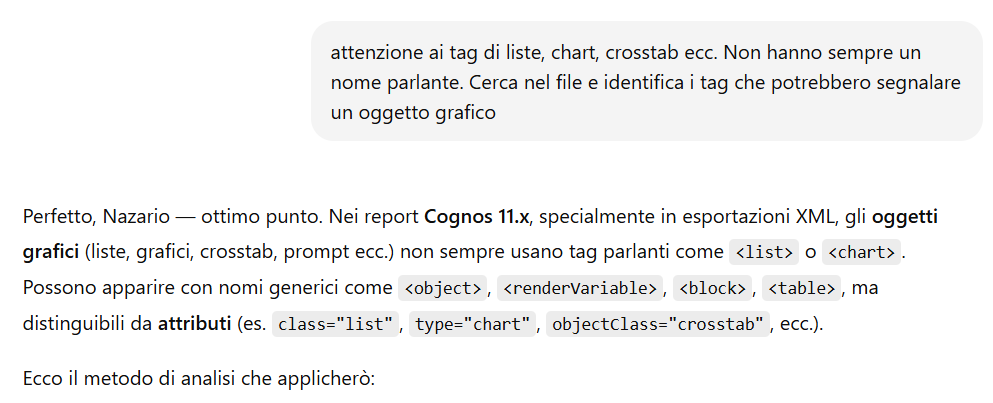 attenzione ai tag di liste, chart, crosstab ecc. Non hanno sempre un
nome parlante. Cerca nel file e identifica i tag che potrebbero segnalare
un oggetto grafico
Perfetto, Nazario — ottimo punto. Nei report Cognos 11.x, specialmente in esportazioni XML, gli oggetti
grafici (liste, grafici, crosstab, prompt ecc.) non sempre usano tag parlanti come <list> o <chart>.
Possono apparire con nomi generici come <object>, <renderVariable>, <block>, <table>, ma
distinguibili da attributi (es. class="list", type="chart", objectClass="crosstab", ecc.).
Ecco il metodo di analisi che applicherò: